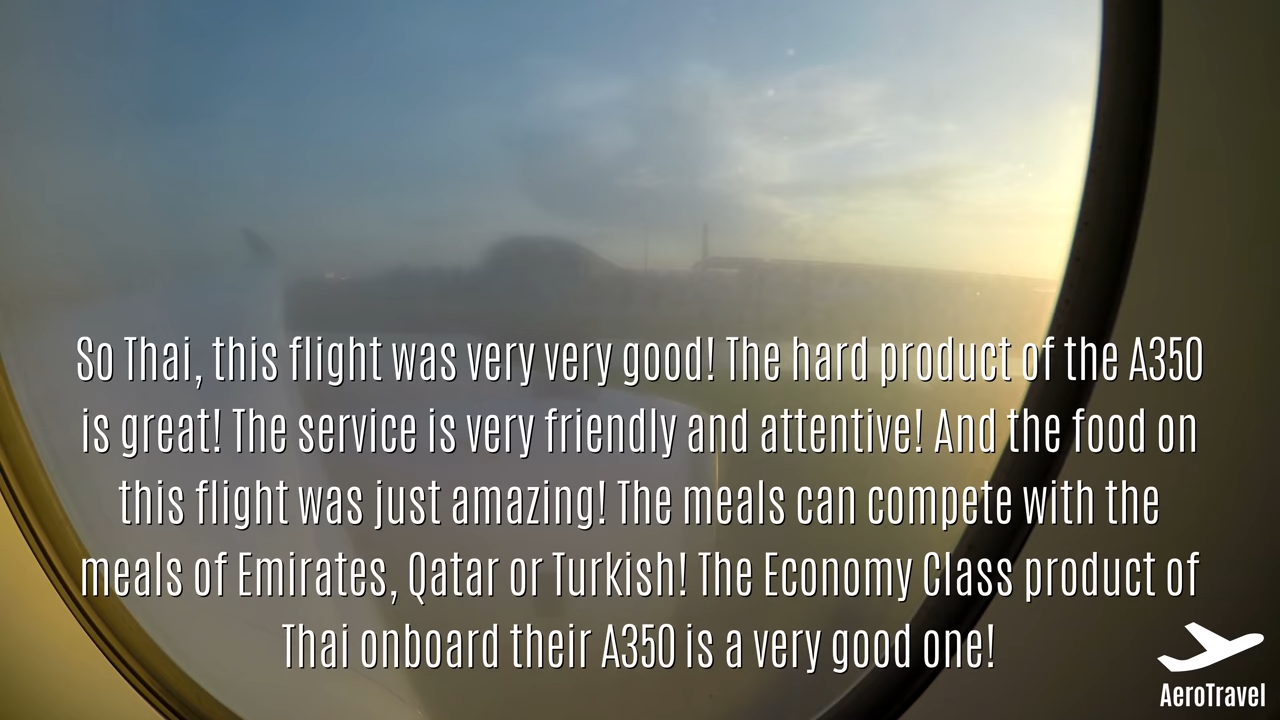 So Thai, this flight was very very good! The hard product of the A350
is great! The service is very friendly and attentive! And the food on
this flight was just amazing! The meals can compete with the
meals of Emirates, Qatar or Turkish! The Economy Class product of
Thai onboard their A350 is a very good one!
AeroTravel